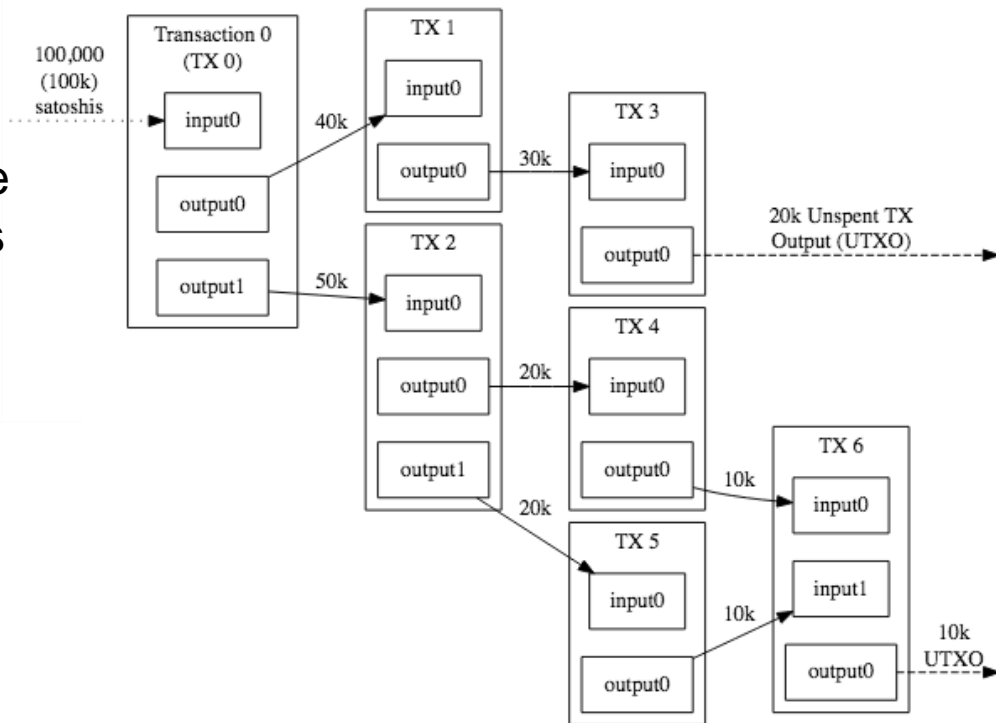 100,000
(100k)
satoshis
e
s
Transaction 0
(TX 0)
input0
output0
output1
40k
50k
TX 1
input0
output0
30k
TX 2
input0
output0
output1
20k
20k
TX 3
input0
output0
20k Unspent TX
Output (UTXO)
TX 4
input0
output0
10k
TX 5
input0
output0
10k
TX 6
input0
input1
output0
10k
UTXO